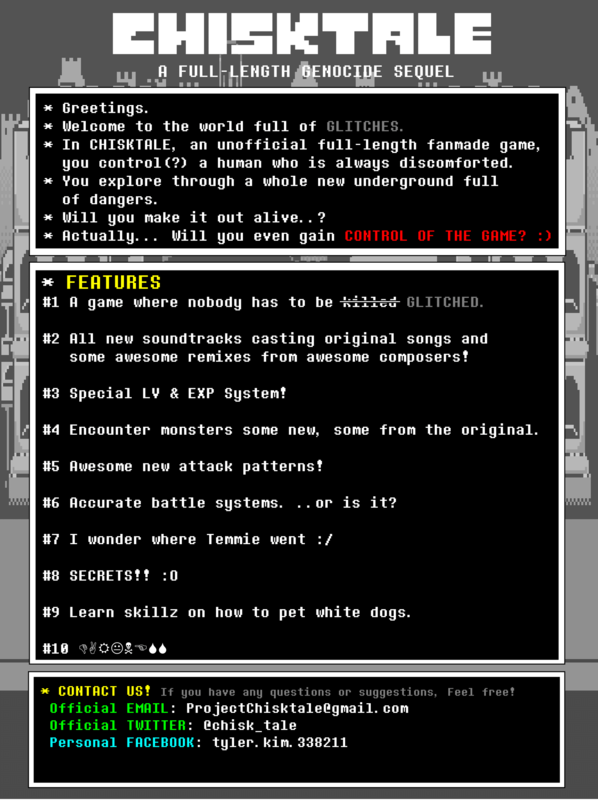 CHISKTALE
A FULL-LENGTH GENOCIDE SEQUEL
* Greetings.
* Welcome to the world full of GLITCHES.
* In CHISKTALE, an unofficial full-length fanmade game,
you control(?) a human who is always discomforted.
* You explore through a whole new underground full
of dangers.
* Will you make it out alive..?
* Actually... Will you even gain CONTROL OF THE GAME? :)
* FEATURES
#1 A game where nobody has to be killed GLITCHED.
#2 All new soundtracks casting original songs and
some awesome remixes from awesome composers!
#3 Special LV & EXP System!
#4 Encounter monsters some new, some from the original.
#5 Awesome new attack patterns!
#6 Accurate battle systems. ..or is it?
#7 I wonder where Temmie went :/
#8 SECRETS!! :O
#9 Learn skillz on how to pet white dogs.
#10 👎✌☼😐☠☜💧💧
* CONTACT US! If you have any questions or suggestions, Feel free!
Official EMAIL: ProjectChisktale@gmail.com
Official TWITTER: @chisk_tale
Personal FACEBOOK: tyler.kim.338211